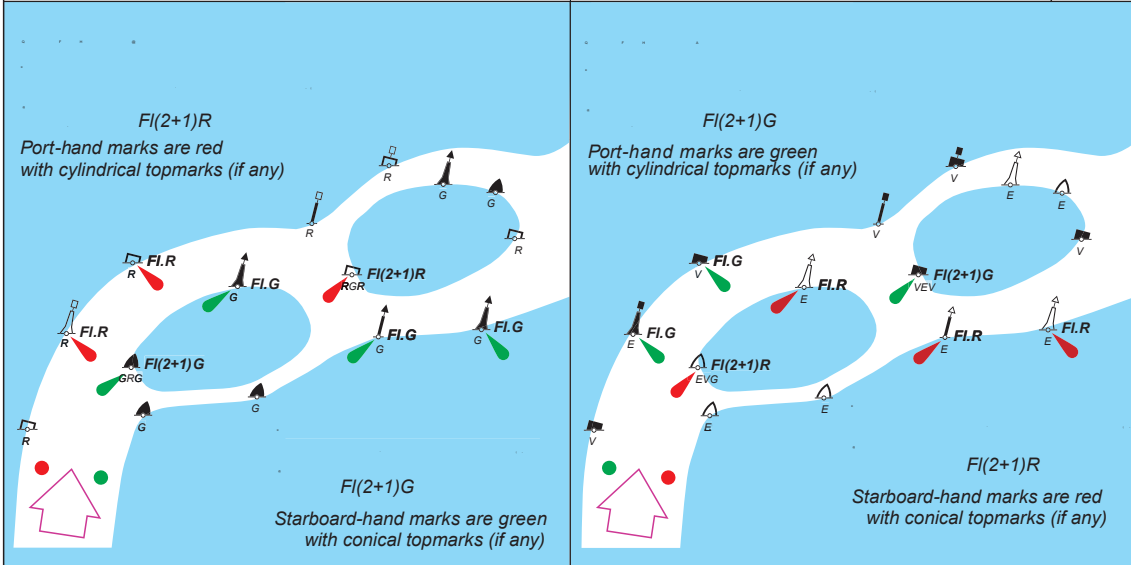 Fl(2+1)R
Port-hand marks are red
with cylindrical topmarks (if any)
R
G
G
R
R
R
Fl.R
G
Fl.G
RGR
Fl(2+1)R
R
Fl.R
G
Fl.G
G
Fl.G
GRG
Fl(2+1)G
G
G
R
Fl(2+1)G
Starboard-hand marks are green
with conical topmarks (if any)
Fl(2+1)G
Port-hand marks are green
with cylindrical topmarks (if any)
V
E
E
V
V
V
Fl.G
E
Fl.R
VEV
Fl(2+1)G
E
Fl.G
E
Fl.R
E
Fl.R
EVG
Fl(2+1)R
E
E
V
Fl(2+1)R
Starboard-hand marks are red
with conical topmarks (if any)